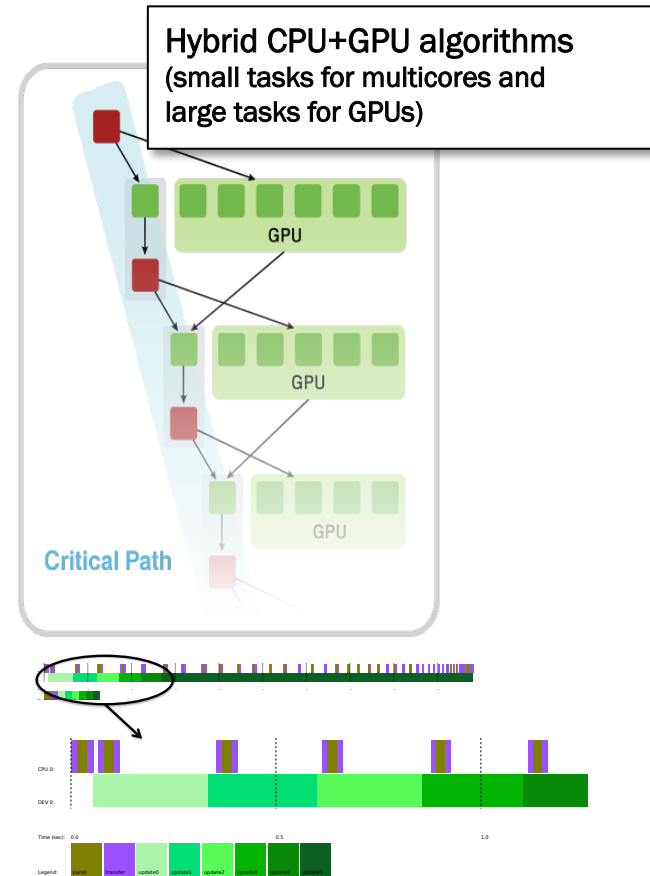 Hybrid CPU+GPU algorithms
(small tasks for multicores and
large tasks for GPUs)
GPU
GPU
GPU
Critical Path
CPU 0:
DEV 0:
Time (sec): 0.0 0.5 1.0
Legend: panel transfer update0 update1 update2 update3 update4 update5